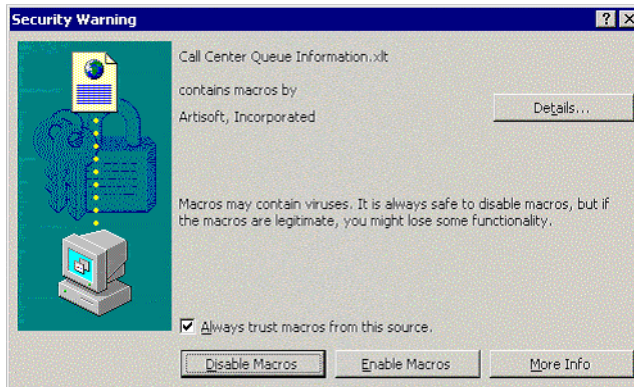 Security Warning
Call Center Queue Information.xlt
contains macros by
Artisoft, Incorporated
Details...
Macros may contain viruses. It is always safe to disable macros, but if
the macros are legitimate, you might lose some functionality.
Always trust macros from this source.
Disable Macros
Enable Macros
More Info